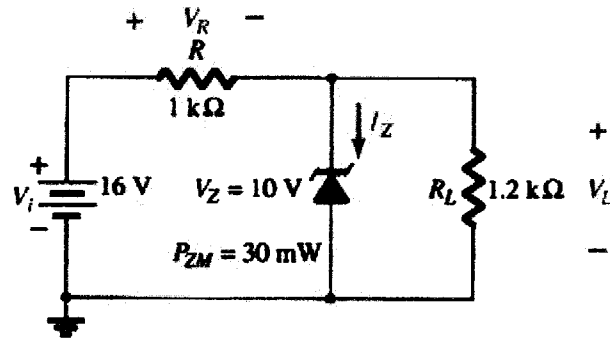 + V_R −
R
1 kΩ
I_Z
+
V_i
16 V
−
V_Z = 10 V
R_L
1.2 kΩ
+
V_L
−
P_ZM = 30 mW